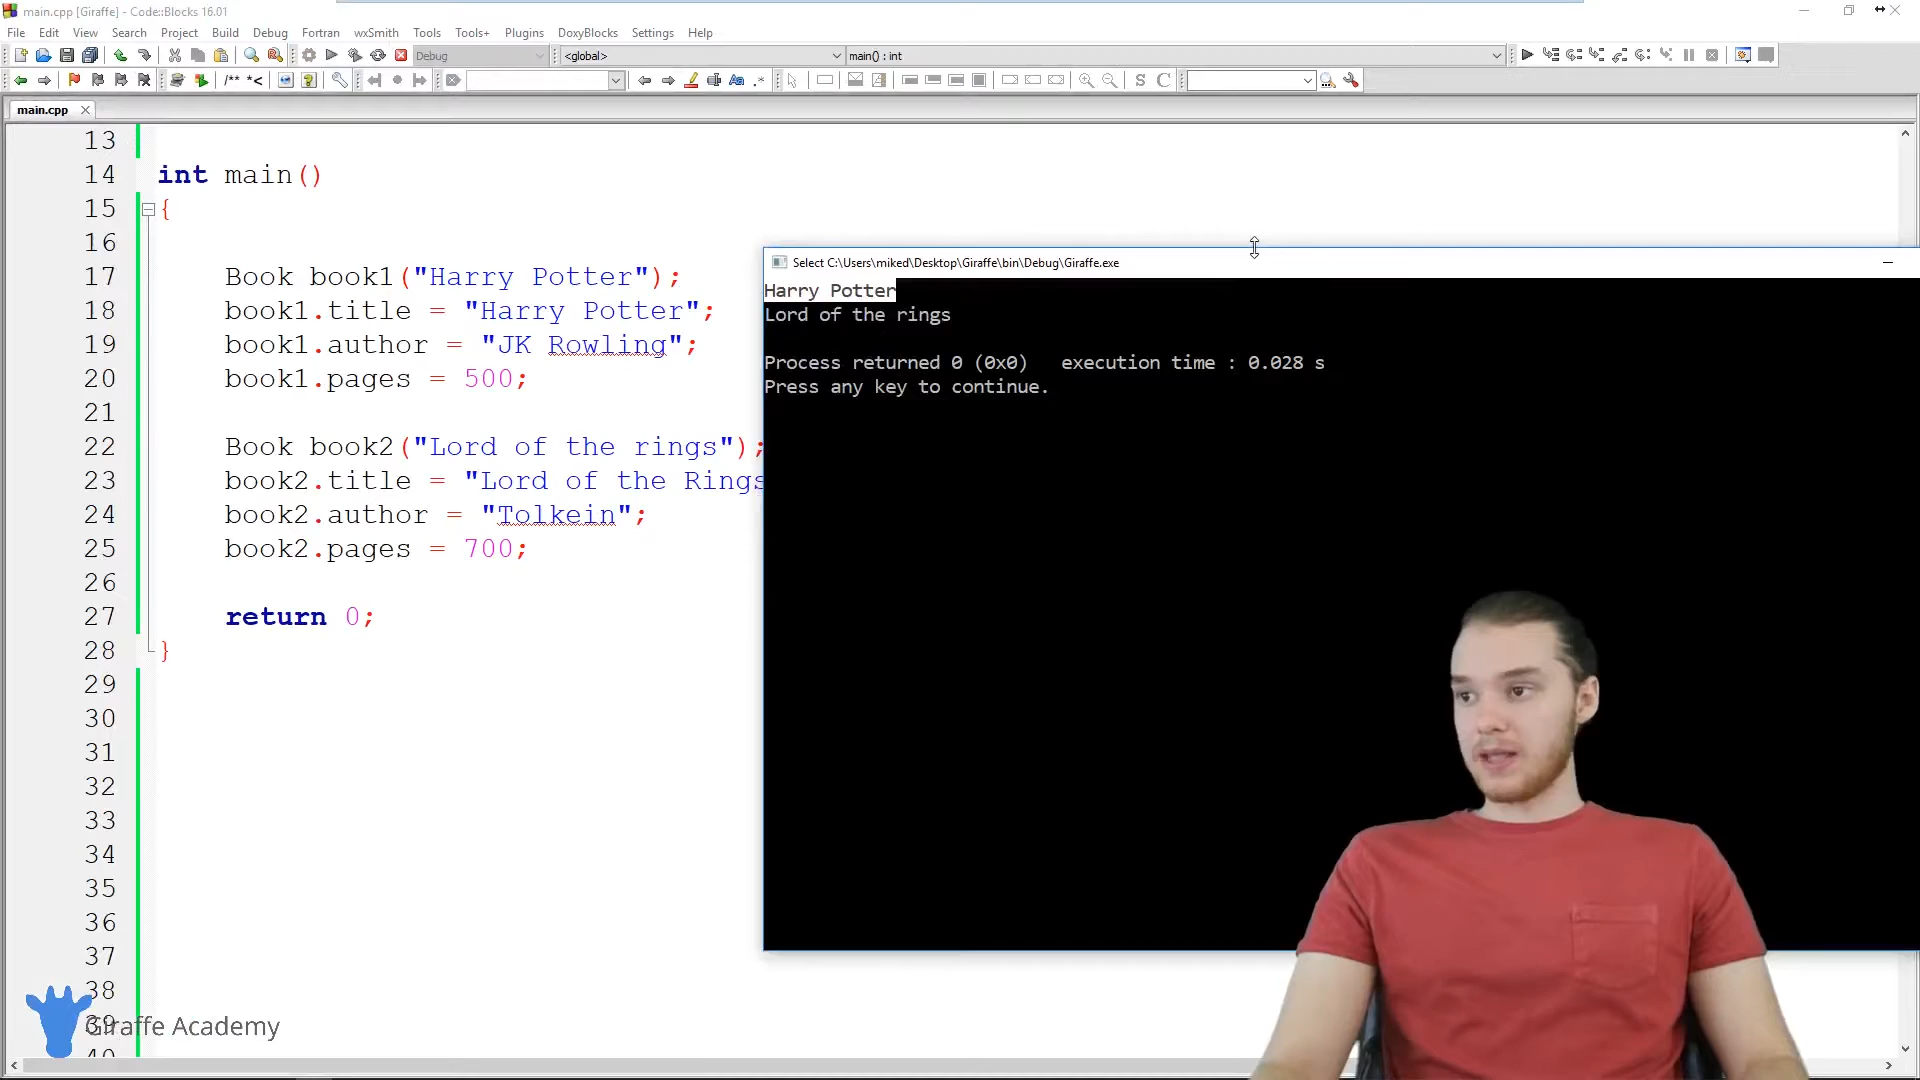 main.cpp [Giraffe] - Code::Blocks 16.01
File Edit View Search Project Build Debug Fortran wxSmith Tools Tools+ Plugins DoxyBlocks Settings Help
Debug <global> main() : int
/** *<
S C
main.cpp
13
14 int main()
15 {
16
17 Book book1("Harry Potter");
18 book1.title = "Harry Potter";
19 book1.author = "JK Rowling";
20 book1.pages = 500;
21
22 Book book2("Lord of the rings");
23 book2.title = "Lord of the Rings
24 book2.author = "Tolkein";
25 book2.pages = 700;
26
27 return 0;
28 }
29
30
31
32
33
34
35
36
37
38
39
40
Select C:\Users\miked\Desktop\Giraffe\bin\Debug\Giraffe.exe
Harry Potter
Lord of the rings
Process returned 0 (0x0) execution time : 0.028 s
Press any key to continue.
Giraffe Academy